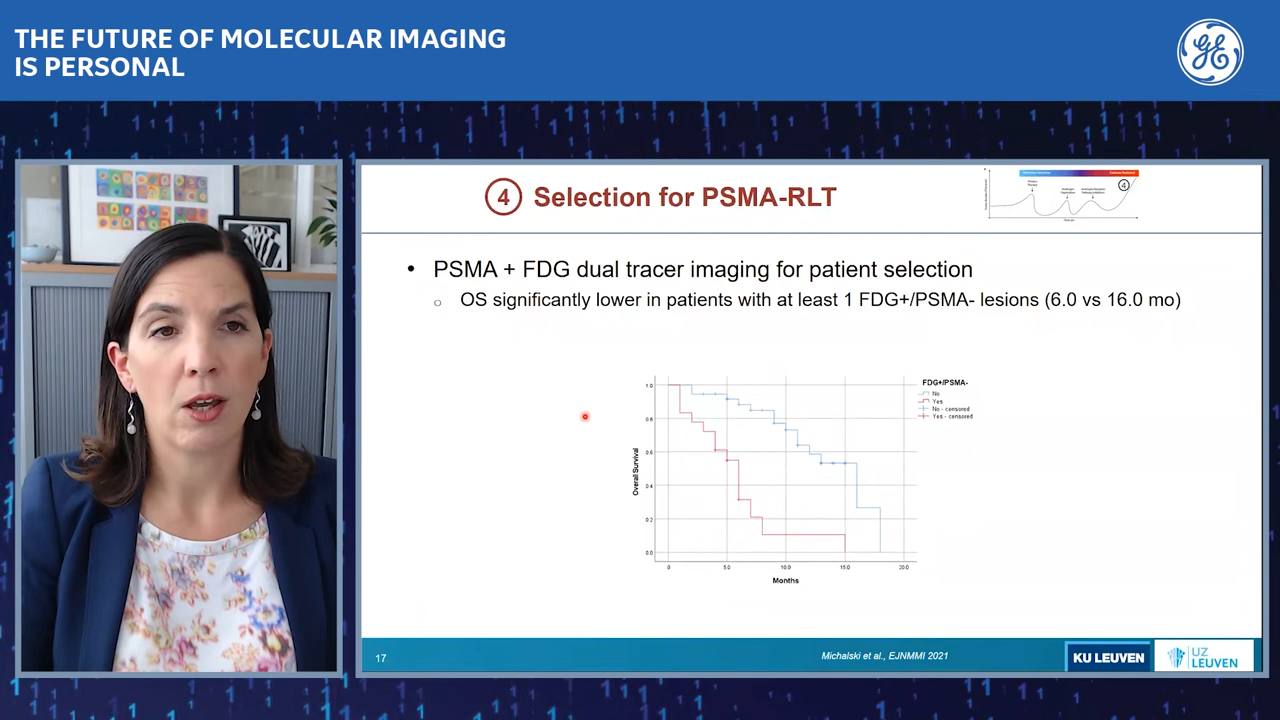 THE FUTURE OF MOLECULAR IMAGING
IS PERSONAL
4 Selection for PSMA-RLT
4
• PSMA + FDG dual tracer imaging for patient selection
o OS significantly lower in patients with at least 1 FDG+/PSMA- lesions (6.0 vs 16.0 mo)
FDG+/PSMA-
No
Yes
No - censored
Yes - censored
Overall Survival
1.0
0.8
0.6
0.4
0.2
0.0
0 5.0 10.0 15.0 20.0
Months
17
Michalski et al., EJNMMI 2021
KU LEUVEN
UZ
LEUVEN